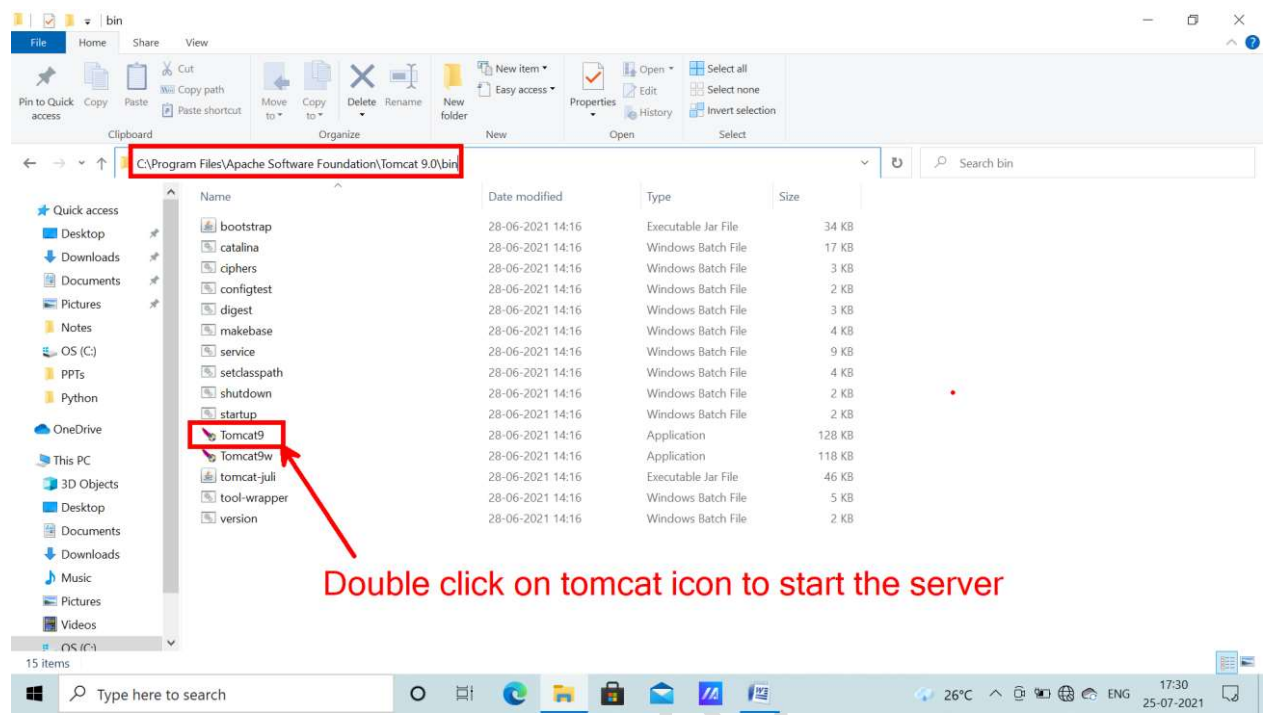 bin
File Home Share View
Pin to Quick access
Copy
Paste
Cut
Copy path
Paste shortcut
Clipboard
Move to
Copy to
Delete
Rename
Organize
New folder
New item
Easy access
New
Properties
Open
Edit
History
Open
Select all
Select none
Invert selection
Select
C:\Program Files\Apache Software Foundation\Tomcat 9.0\bin
Search bin
Quick access
Desktop
Downloads
Documents
Pictures
Notes
OS (C:)
PPTs
Python
OneDrive
This PC
3D Objects
Desktop
Documents
Downloads
Music
Pictures
Videos
OS (C:)
Name Date modified Type Size
bootstrap 28-06-2021 14:16 Executable Jar File 34 KB
catalina 28-06-2021 14:16 Windows Batch File 17 KB
ciphers 28-06-2021 14:16 Windows Batch File 3 KB
configtest 28-06-2021 14:16 Windows Batch File 2 KB
digest 28-06-2021 14:16 Windows Batch File 3 KB
makebase 28-06-2021 14:16 Windows Batch File 4 KB
service 28-06-2021 14:16 Windows Batch File 9 KB
setclasspath 28-06-2021 14:16 Windows Batch File 4 KB
shutdown 28-06-2021 14:16 Windows Batch File 2 KB
startup 28-06-2021 14:16 Windows Batch File 2 KB
Tomcat9 28-06-2021 14:16 Application 128 KB
Tomcat9w 28-06-2021 14:16 Application 118 KB
tomcat-juli 28-06-2021 14:16 Executable Jar File 46 KB
tool-wrapper 28-06-2021 14:16 Windows Batch File 5 KB
version 28-06-2021 14:16 Windows Batch File 2 KB
Double click on tomcat icon to start the server
15 items
Type here to search
26°C
ENG
17:30
25-07-2021